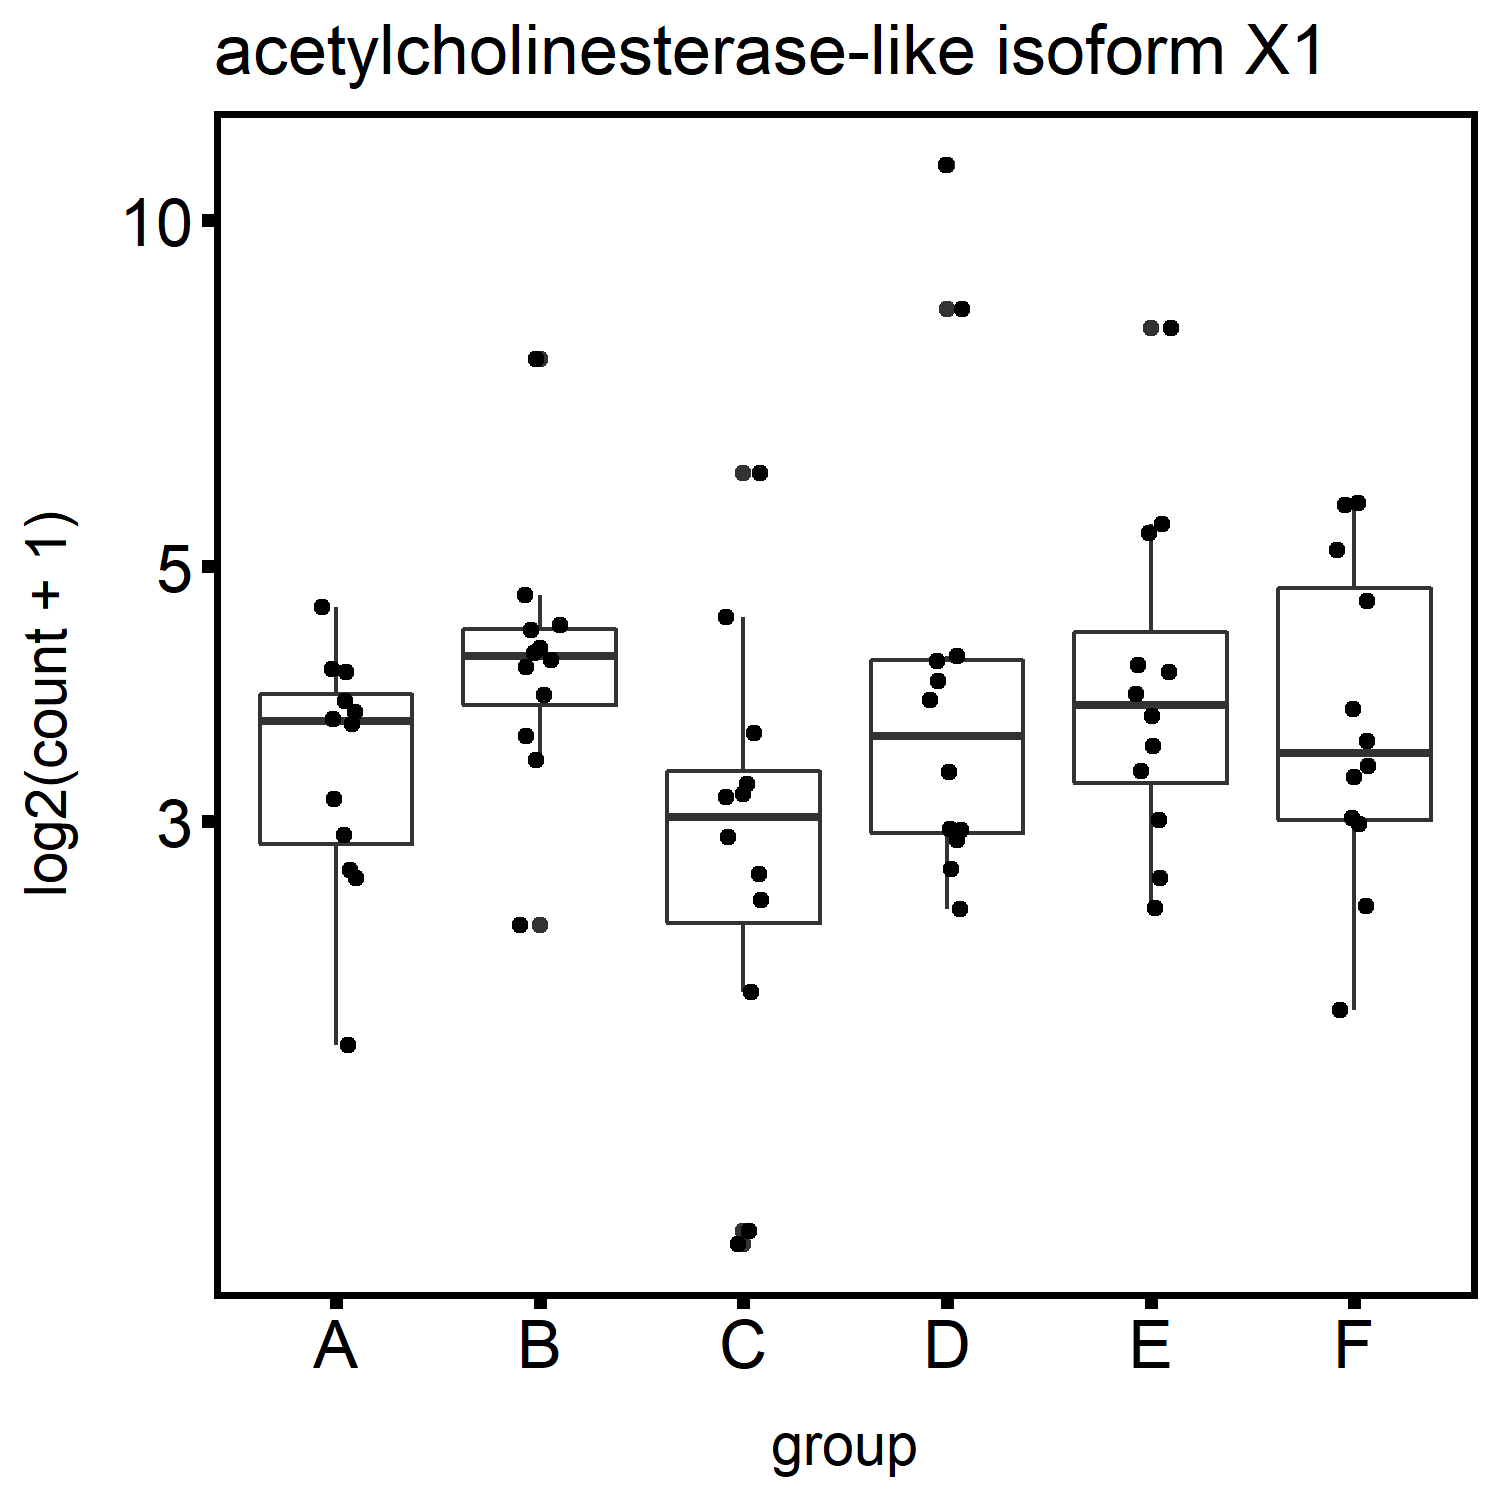 acetylcholinesterase-like isoform X1
log2(count + 1)
10
5
3
A B C D E F
group